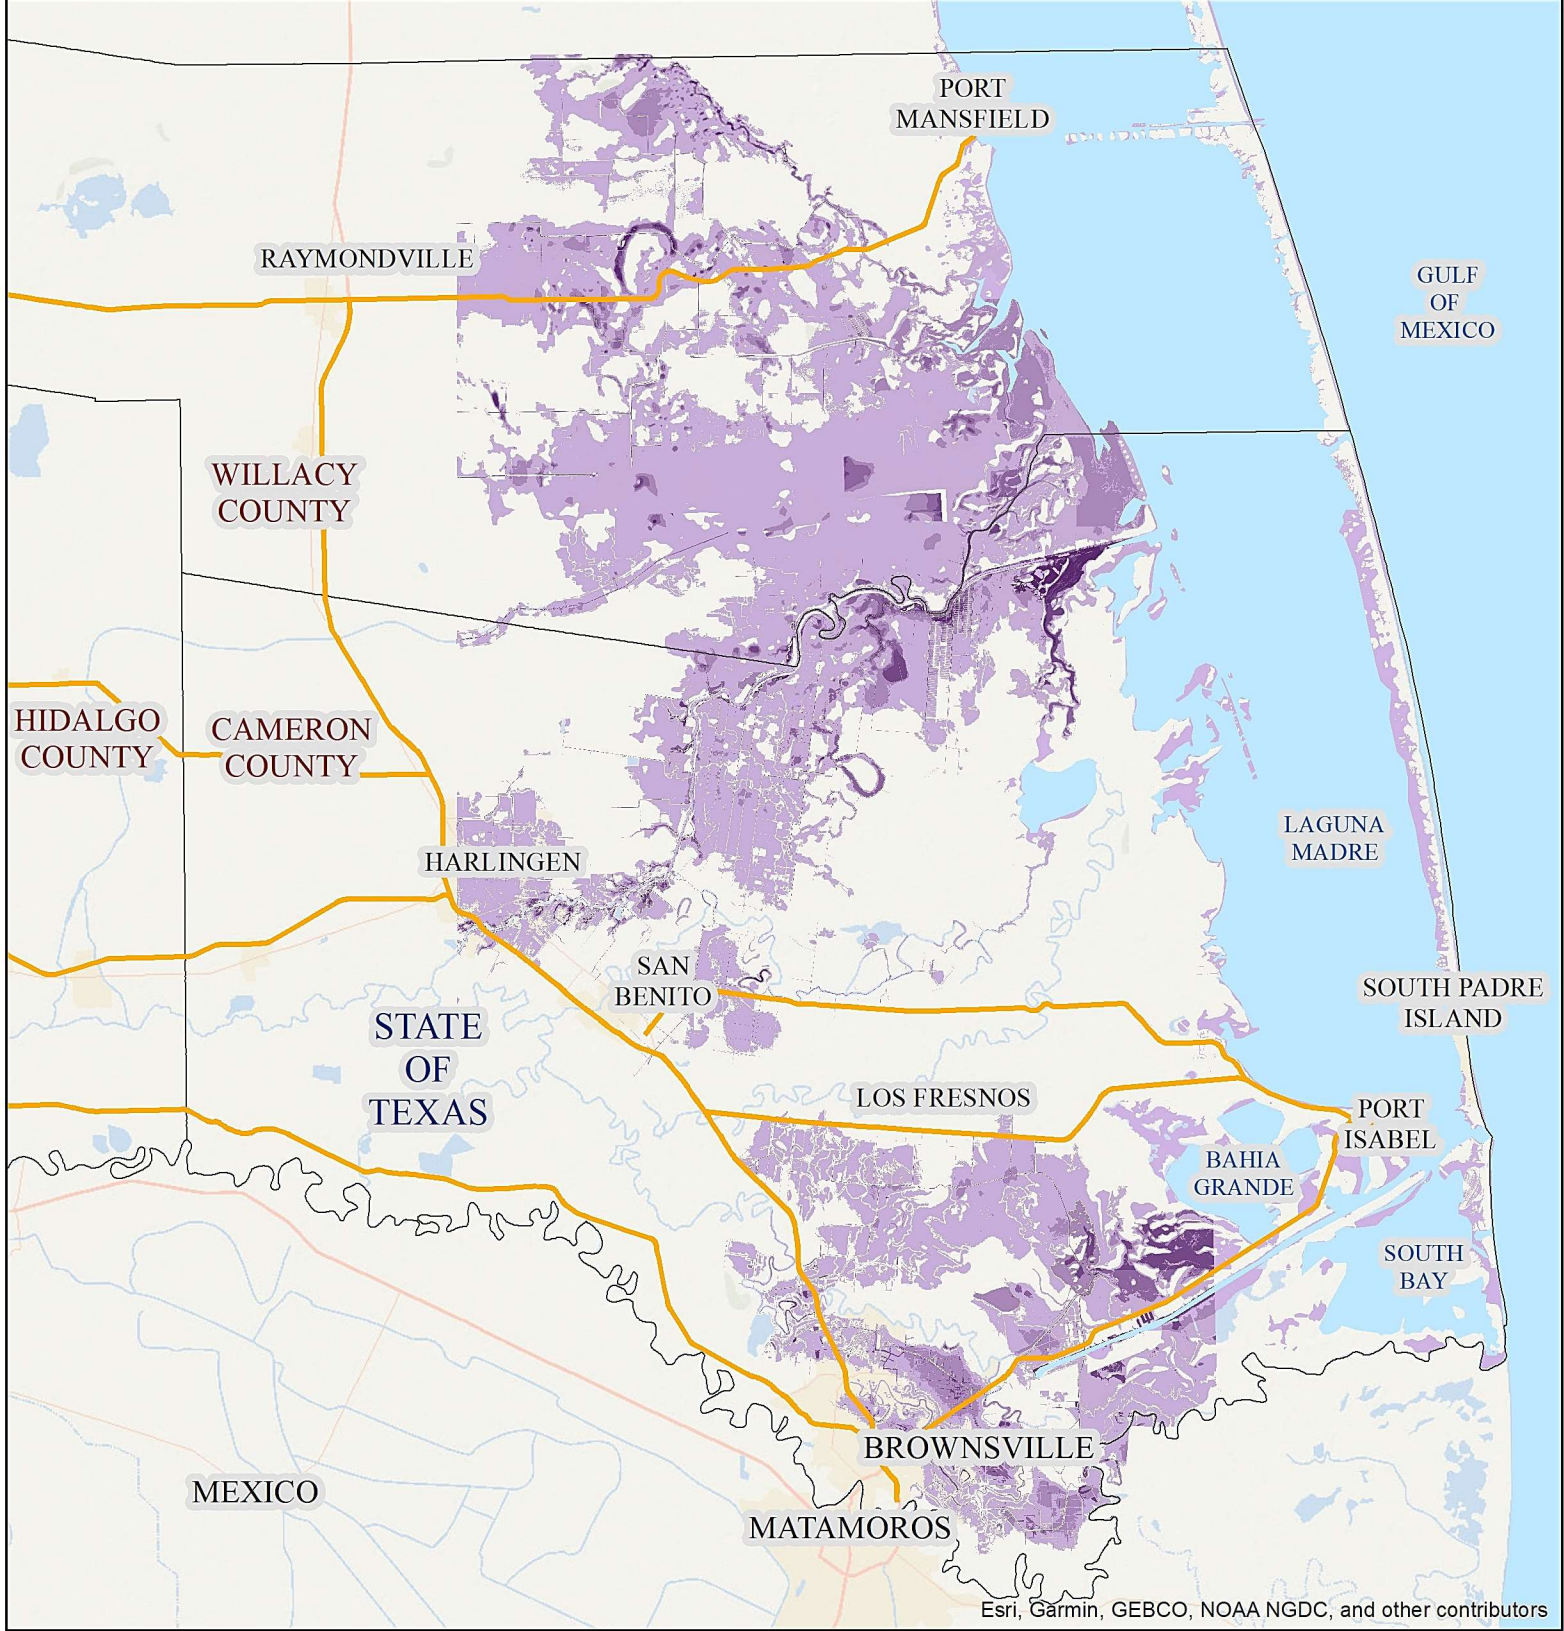 PORT
MANSFIELD
RAYMONDVILLE
GULF
OF
MEXICO
WILLACY
COUNTY
HIDALGO
COUNTY
CAMERON
COUNTY
LAGUNA
MADRE
HARLINGEN
SAN
BENITO
SOUTH PADRE
ISLAND
STATE
OF
TEXAS
LOS FRESNOS
PORT
ISABEL
BAHIA
GRANDE
SOUTH
BAY
BROWNSVILLE
MEXICO
MATAMOROS
Esri, Garmin, GEBCO, NOAA NGDC, and other contributors